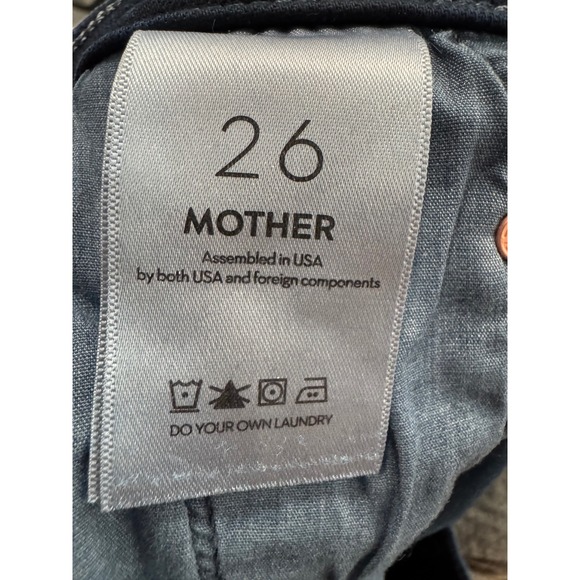 26
MOTHER
Assembled in USA
by both USA and foreign components
DO YOUR OWN LAUNDRY